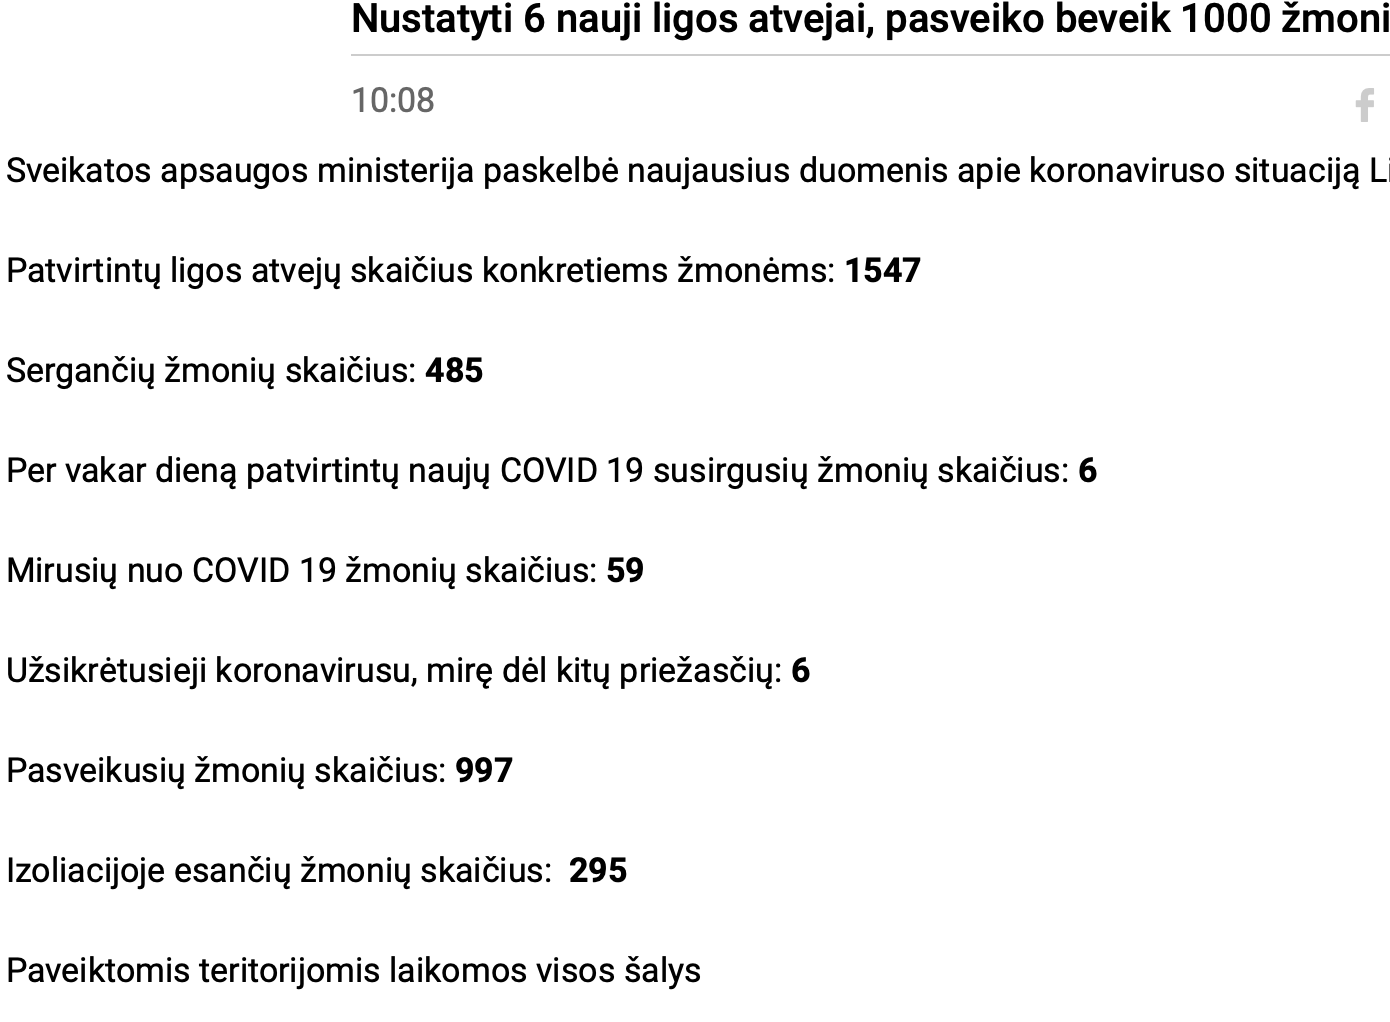 Nustatyti 6 nauji ligos atvejai, pasveiko beveik 1000 žmoni
10:08
Sveikatos apsaugos ministerija paskelbė naujausius duomenis apie koronaviruso situaciją Li
Patvirtintų ligos atvejų skaičius konkretiems žmonėms: 1547
Sergančių žmonių skaičius: 485
Per vakar dieną patvirtintų naujų COVID 19 susirgusių žmonių skaičius: 6
Mirusių nuo COVID 19 žmonių skaičius: 59
Užsikrėtusieji koronavirusu, mirę dėl kitų priežasčių: 6
Pasveikusių žmonių skaičius: 997
Izoliacijoje esančių žmonių skaičius: 295
Paveiktomis teritorijomis laikomos visos šalys